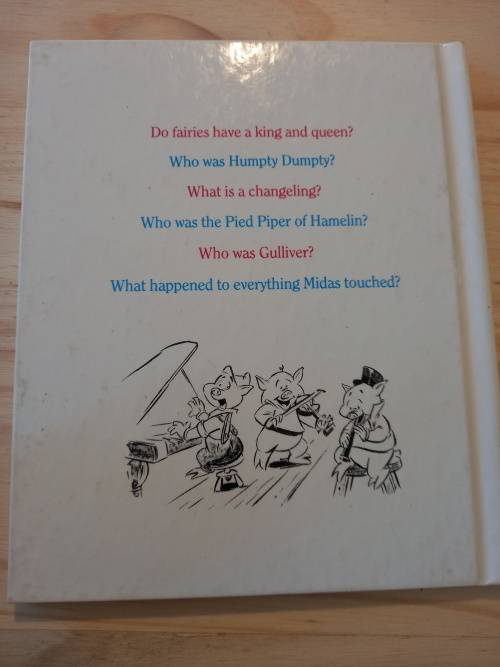 Do fairies have a king and queen?
Who was Humpty Dumpty?
What is a changeling?
Who was the Pied Piper of Hamelin?
Who was Gulliver?
What happened to everything Midas touched?